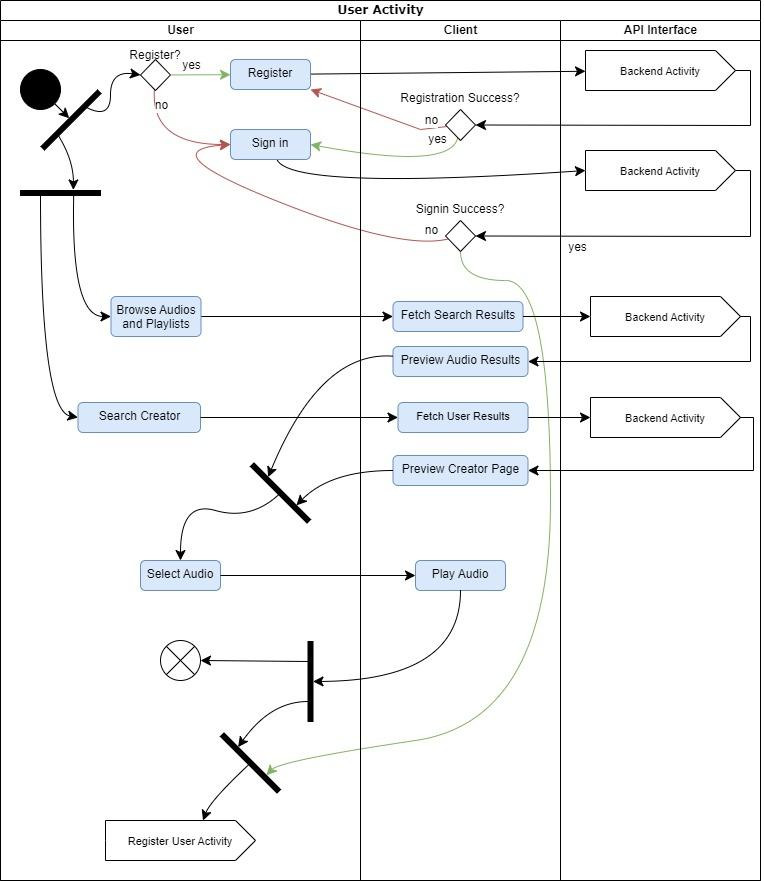 User Activity
User
Client
API Interface
Register?
yes
Register
Backend Activity
no
Registration Success?
no
yes
Sign in
Backend Activity
Signin Success?
no
yes
Browse Audios
and Playlists
Fetch Search Results
Backend Activity
Preview Audio Results
Search Creator
Fetch User Results
Backend Activity
Preview Creator Page
Select Audio
Play Audio
Register User Activity